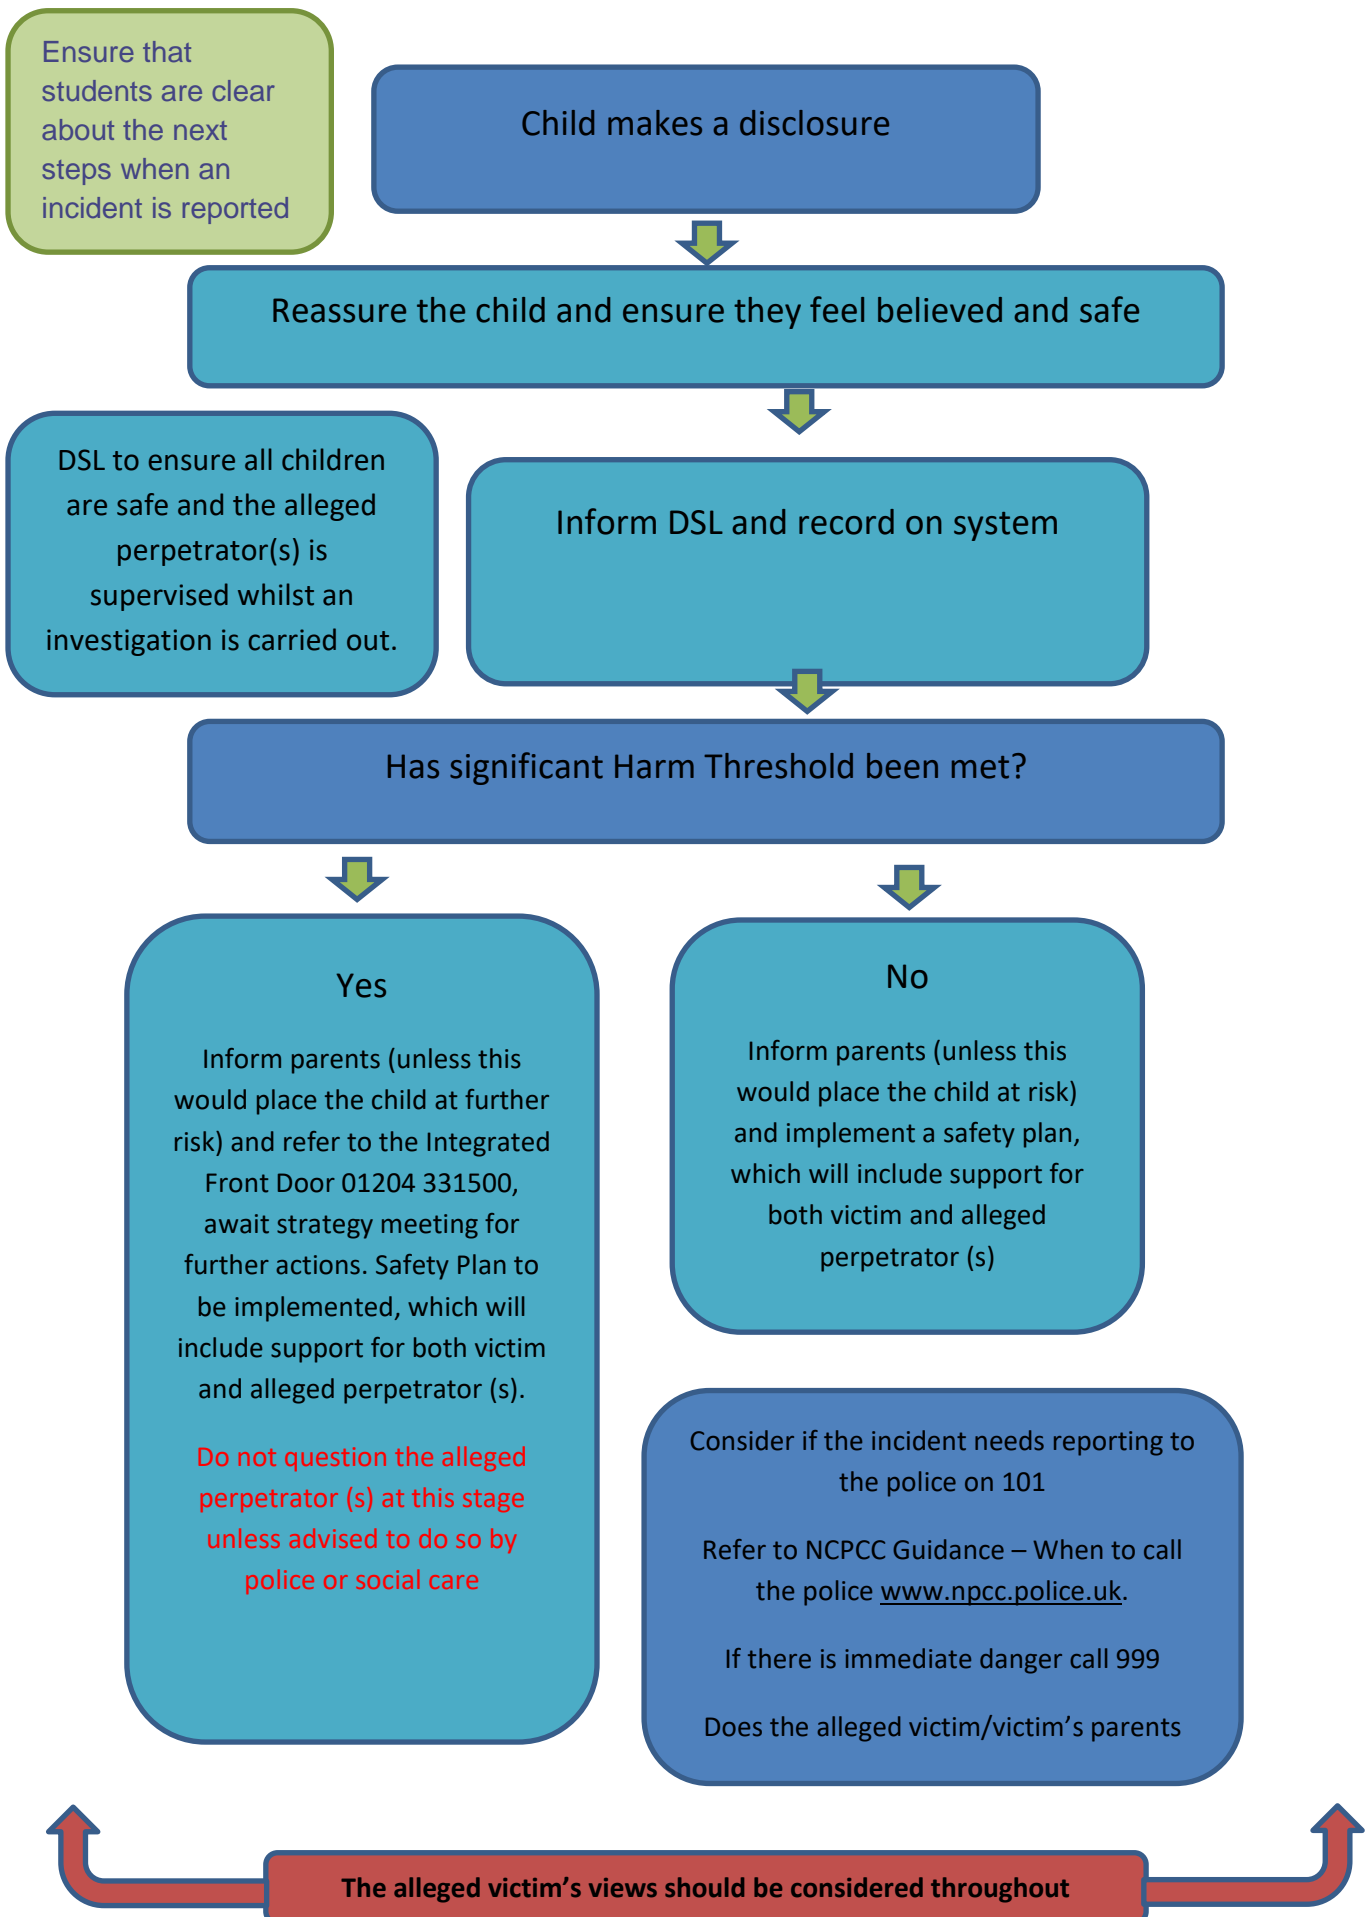 Ensure that
students are clear
about the next
steps when an
incident is reported
Child makes a disclosure
Reassure the child and ensure they feel believed and safe
DSL to ensure all children
are safe and the alleged
perpetrator(s) is
supervised whilst an
investigation is carried out.
Inform DSL and record on system
Has significant Harm Threshold been met?
Yes
Inform parents (unless this
would place the child at further
risk) and refer to the Integrated
Front Door 01204 331500,
await strategy meeting for
further actions. Safety Plan to
be implemented, which will
include support for both victim
and alleged perpetrator (s).
Do not question the alleged
perpetrator (s) at this stage
unless advised to do so by
police or social care
No
Inform parents (unless this
would place the child at risk)
and implement a safety plan,
which will include support for
both victim and alleged
perpetrator (s)
Consider if the incident needs reporting to
the police on 101
Refer to NCPCC Guidance – When to call
the police www.npcc.police.uk.
If there is immediate danger call 999
Does the alleged victim/victim’s parents
The alleged victim’s views should be considered throughout